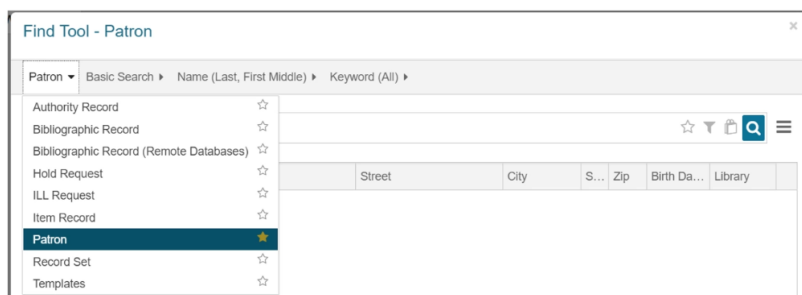 Find Tool - Patron
Patron Basic Search Name (Last, First Middle) Keyword (All)
Authority Record
Bibliographic Record
Bibliographic Record (Remote Databases)
Hold Request
ILL Request
Item Record
Patron
Record Set
Templates
Street City S... Zip Birth Da... Library